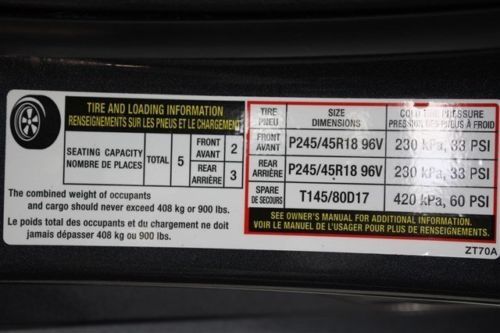 TIRE AND LOADING INFORMATION
RENSEIGNEMENTS SUR LES PNEUS ET LE CHARGEMENT
SEATING CAPACITY
NOMBRE DE PLACES
TOTAL 5
FRONT
AVANT 2
REAR
ARRIÈRE 3
The combined weight of occupants
and cargo should never exceed 408 kg or 900 lbs.
Le poids total des occupants et du chargement ne doit
jamais dépasser 408 kg ou 900 lbs.
TIRE
PNEU
SIZE
DIMENSIONS
COLD TIRE PRESSURE
PRESSION DES PNEUS À FROID
FRONT
AVANT
P245/45R18 96V 230 kPa, 33 PSI
REAR
ARRIÈRE
P245/45R18 96V 230 kPa, 33 PSI
SPARE
DE SECOURS
T145/80D17 420 kPa, 60 PSI
SEE OWNER'S MANUAL FOR ADDITIONAL INFORMATION.
VOIR LE MANUEL DE L'USAGER POUR PLUS DE RENSEIGNEMENTS.
ZT70A